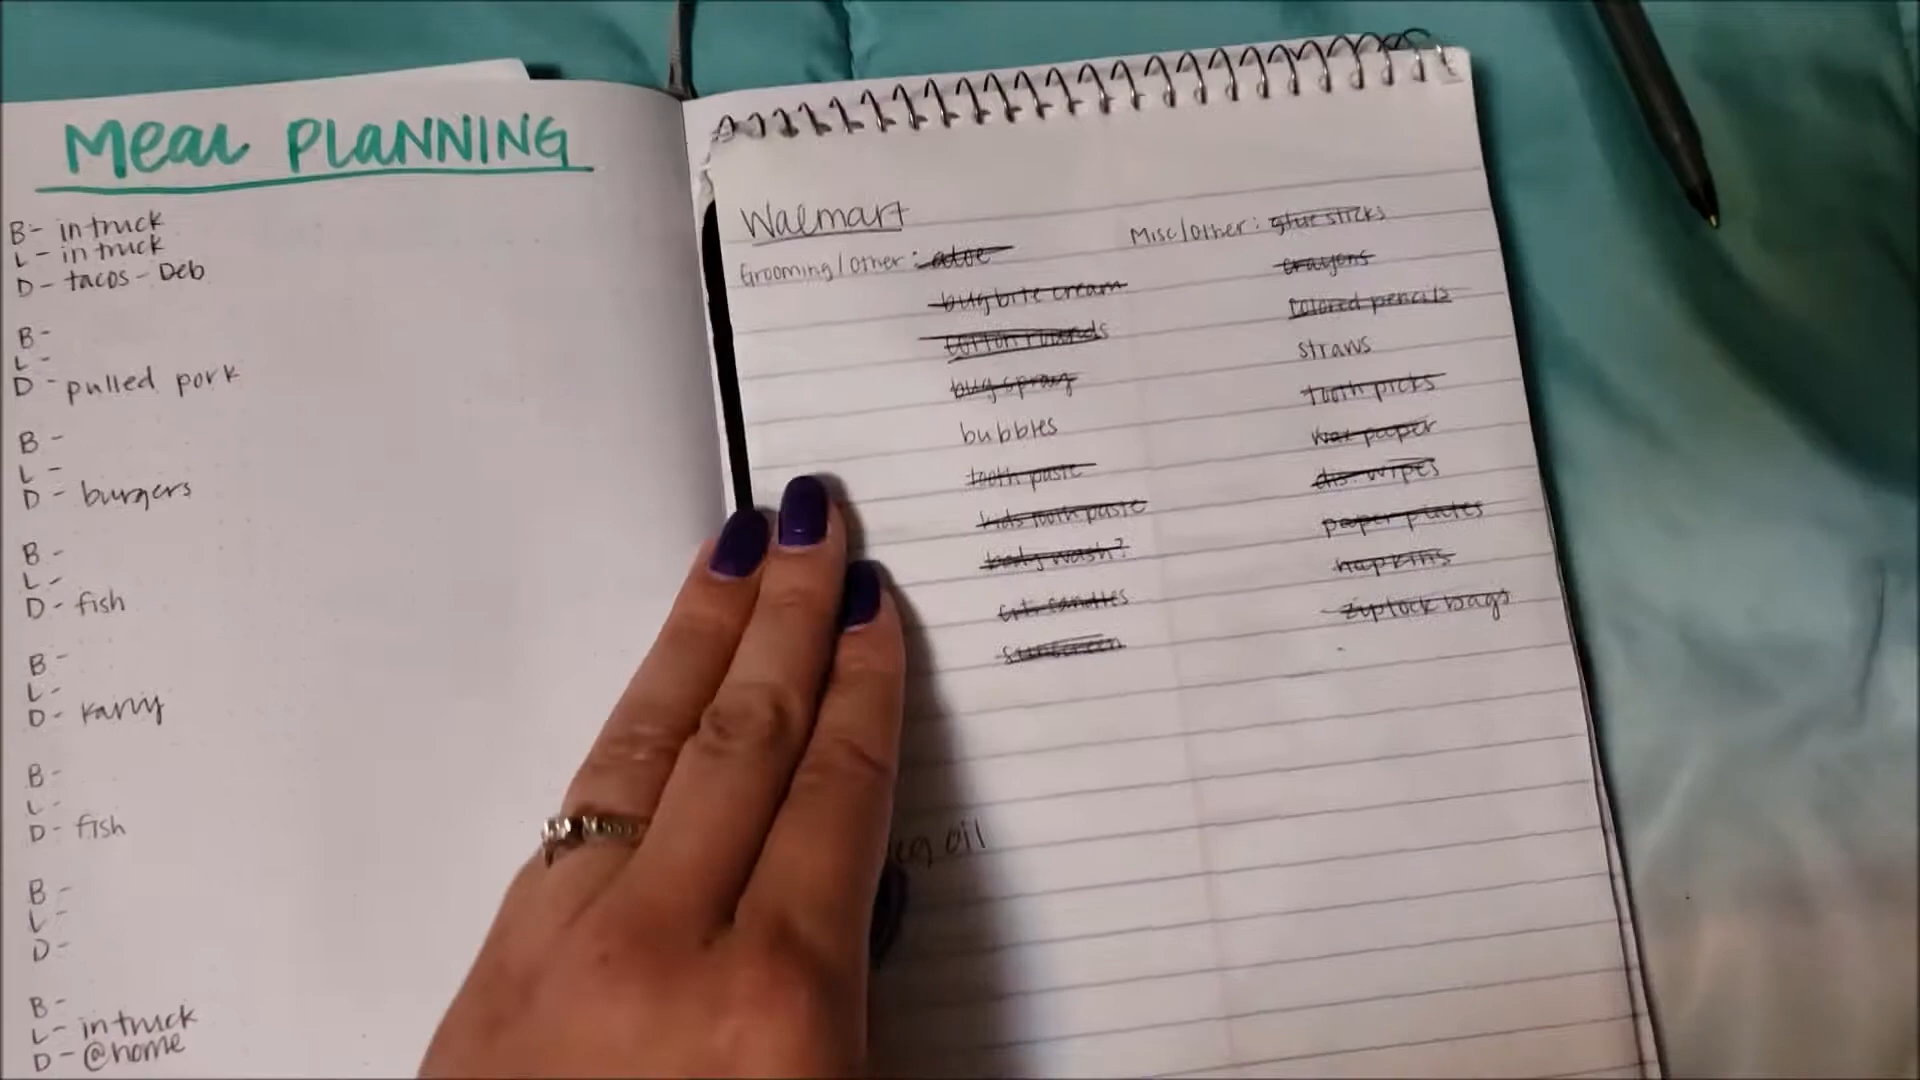 Meal PLANNING
B- in truck
L- in truck
D- tacos - Deb
B-
L-
D- pulled pork
B-
L-
D- burgers
B-
L-
D- fish
B-
L-
D-
B-
L-
D- fish
B-
L-
D-
B-
L- in truck
D- @home
Walmart
Grooming/other: aloe
bug bite cream
cotton rounds
bug spray
bubbles
tooth paste
kids tooth paste
body wash?
cit. candles
sunscreen
oil
Misc/other: glue sticks
crayons
colored pencils
straws
tooth picks
wax paper
dis. wipes
paper plates
napkins
ziplock bags